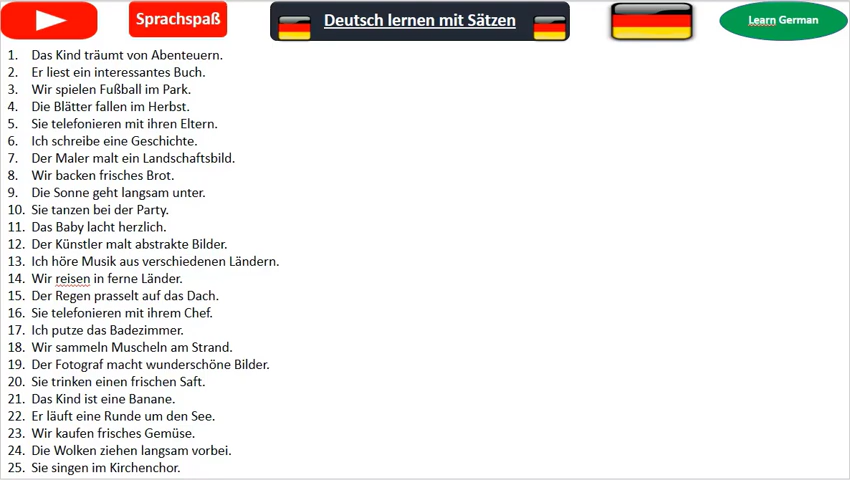 Sprachspaß
Deutsch lernen mit Sätzen
Learn German
1. Das Kind träumt von Abenteuern.
2. Er liest ein interessantes Buch.
3. Wir spielen Fußball im Park.
4. Die Blätter fallen im Herbst.
5. Sie telefonieren mit ihren Eltern.
6. Ich schreibe eine Geschichte.
7. Der Maler malt ein Landschaftsbild.
8. Wir backen frisches Brot.
9. Die Sonne geht langsam unter.
10. Sie tanzen bei der Party.
11. Das Baby lacht herzlich.
12. Der Künstler malt abstrakte Bilder.
13. Ich höre Musik aus verschiedenen Ländern.
14. Wir reisen in ferne Länder.
15. Der Regen prasselt auf das Dach.
16. Sie telefonieren mit ihrem Chef.
17. Ich putze das Badezimmer.
18. Wir sammeln Muscheln am Strand.
19. Der Fotograf macht wunderschöne Bilder.
20. Sie trinken einen frischen Saft.
21. Das Kind ist eine Banane.
22. Er läuft eine Runde um den See.
23. Wir kaufen frisches Gemüse.
24. Die Wolken ziehen langsam vorbei.
25. Sie singen im Kirchenchor.